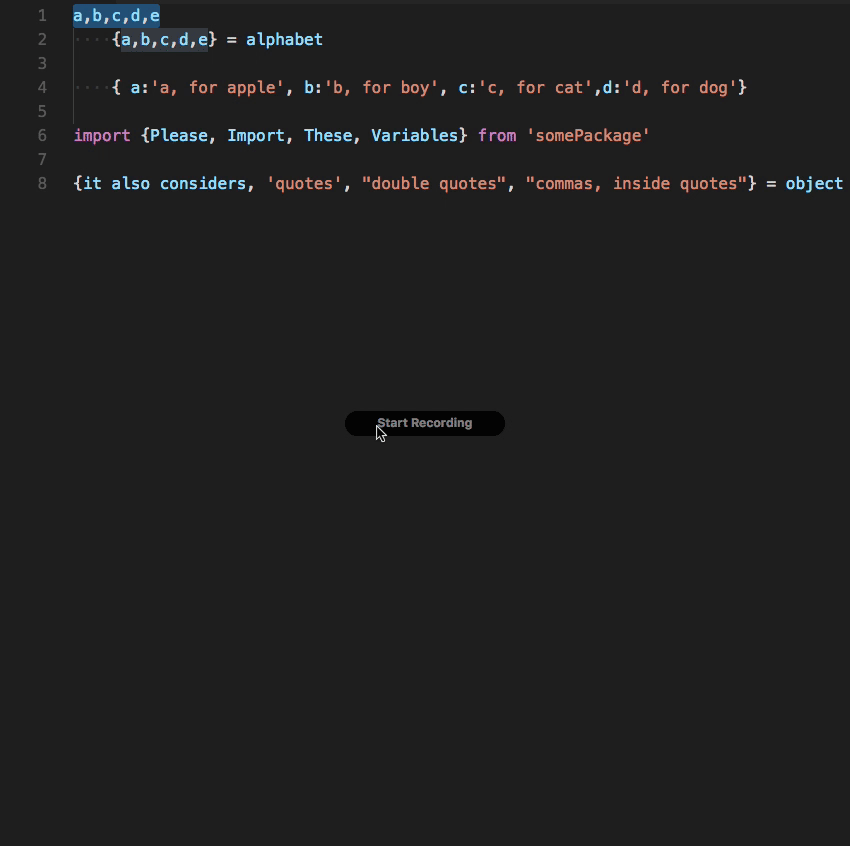 1 a,b,c,d,e
2 ····{a,b,c,d,e} = alphabet
3
4 ····{ a:'a, for apple', b:'b, for boy', c:'c, for cat',d:'d, for dog'}
5
6 import {Please, Import, These, Variables} from 'somePackage'
7
8 {it also considers, 'quotes', "double quotes", "commas, inside quotes"} = object
Start Recording